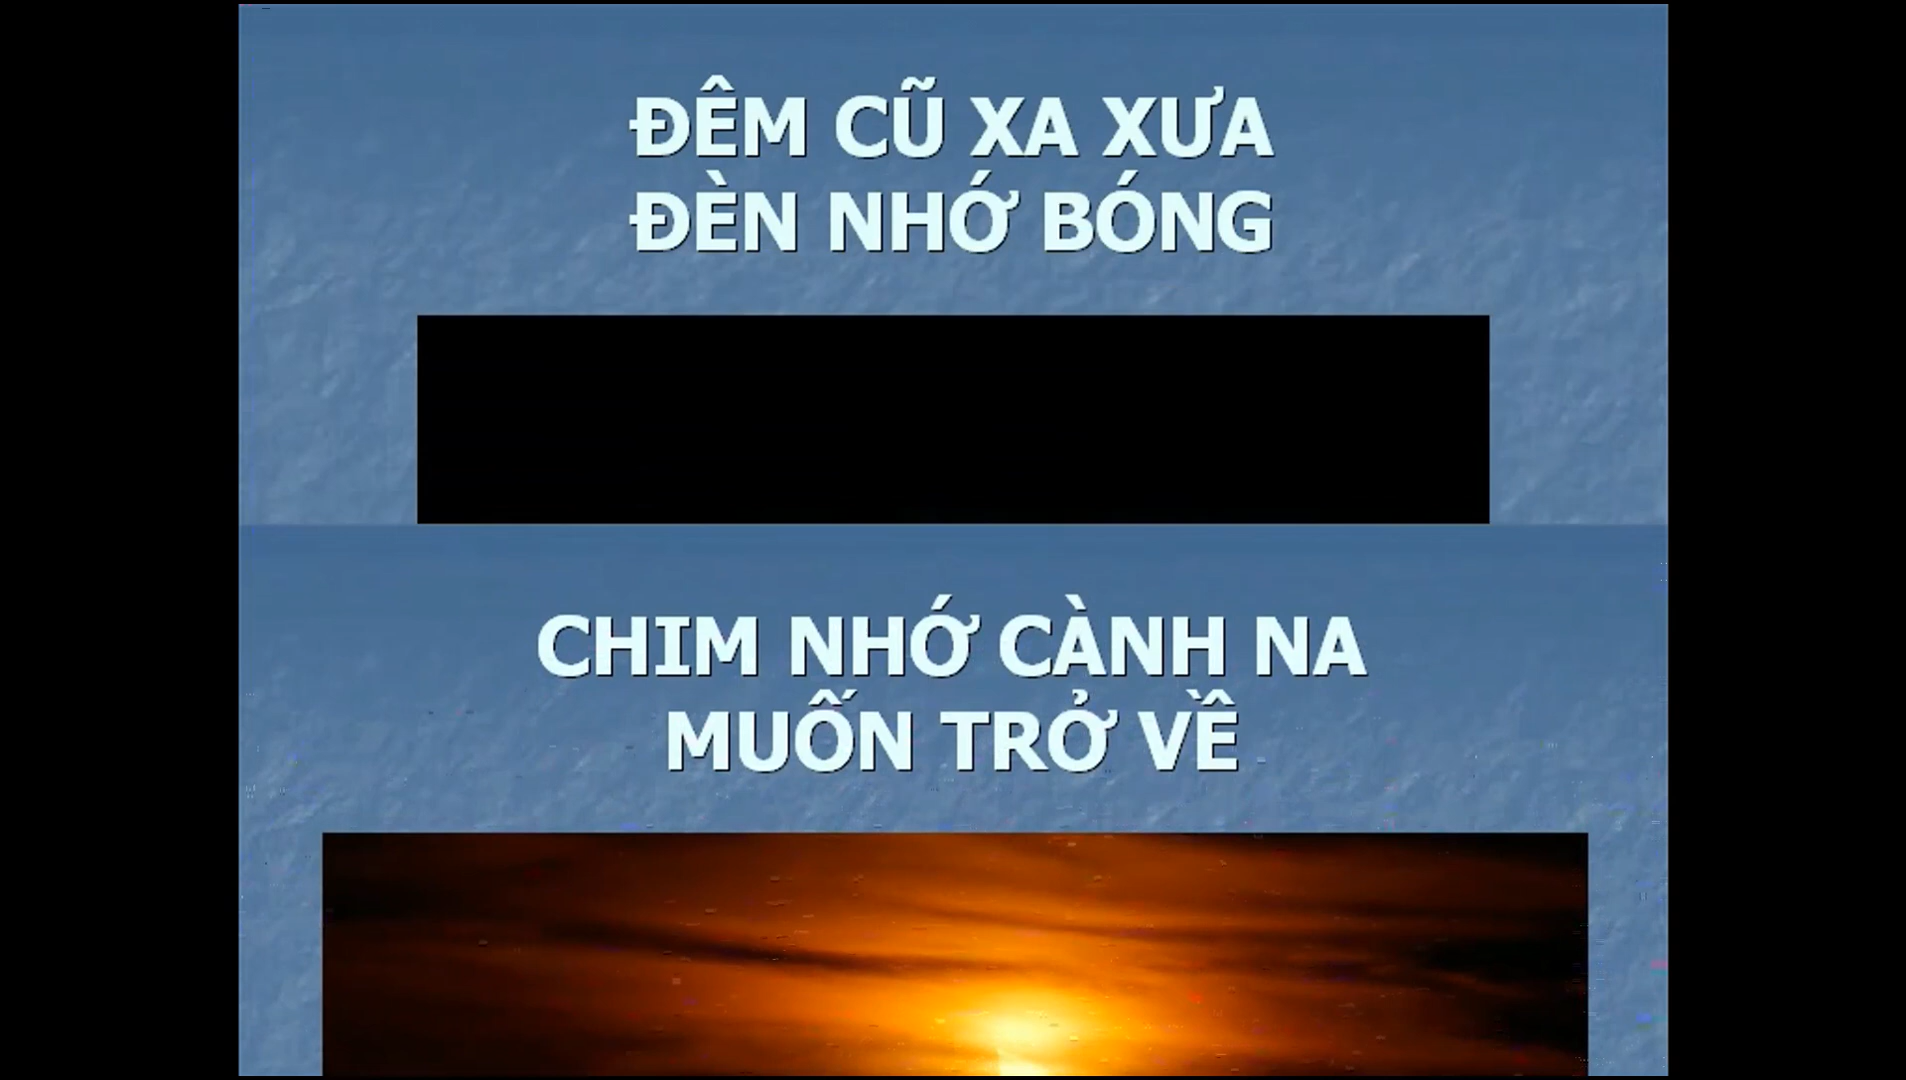 ĐÊM CŨ XA XƯA
ĐÈN NHỚ BÓNG
CHIM NHỚ CÀNH NA
MUỐN TRỞ VỀ